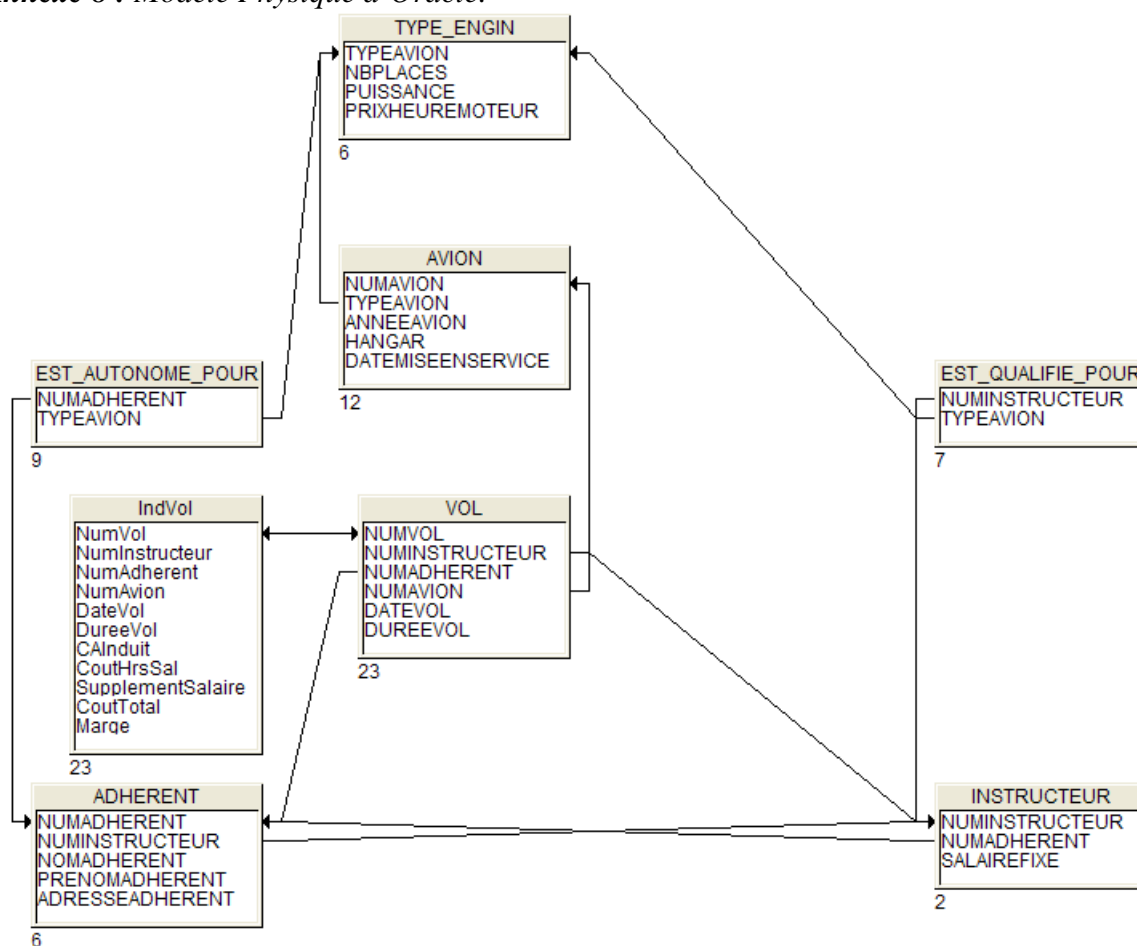 Annexe 6 : Modèle Physique d'Oracle.
TYPE_ENGIN
TYPEAVION
NBPLACES
PUISSANCE
PRIXHEUREMOTEUR
6
AVION
NUMAVION
TYPEAVION
ANNEEAVION
HANGAR
DATEMISEENSERVICE
12
EST_AUTONOME_POUR
NUMADHERENT
TYPEAVION
9
EST_QUALIFIE_POUR
NUMINSTRUCTEUR
TYPEAVION
7
IndVol
NumVol
NumInstructeur
NumAdherent
NumAvion
DateVol
DureeVol
CAInduit
CoutHrsSal
SupplementSalaire
CoutTotal
Marge
23
VOL
NUMVOL
NUMINSTRUCTEUR
NUMADHERENT
NUMAVION
DATEVOL
DUREEVOL
23
ADHERENT
NUMADHERENT
NUMINSTRUCTEUR
NOMADHERENT
PRENOMADHERENT
ADRESSEADHERENT
6
INSTRUCTEUR
NUMINSTRUCTEUR
NUMADHERENT
SALAIREFIXE
2